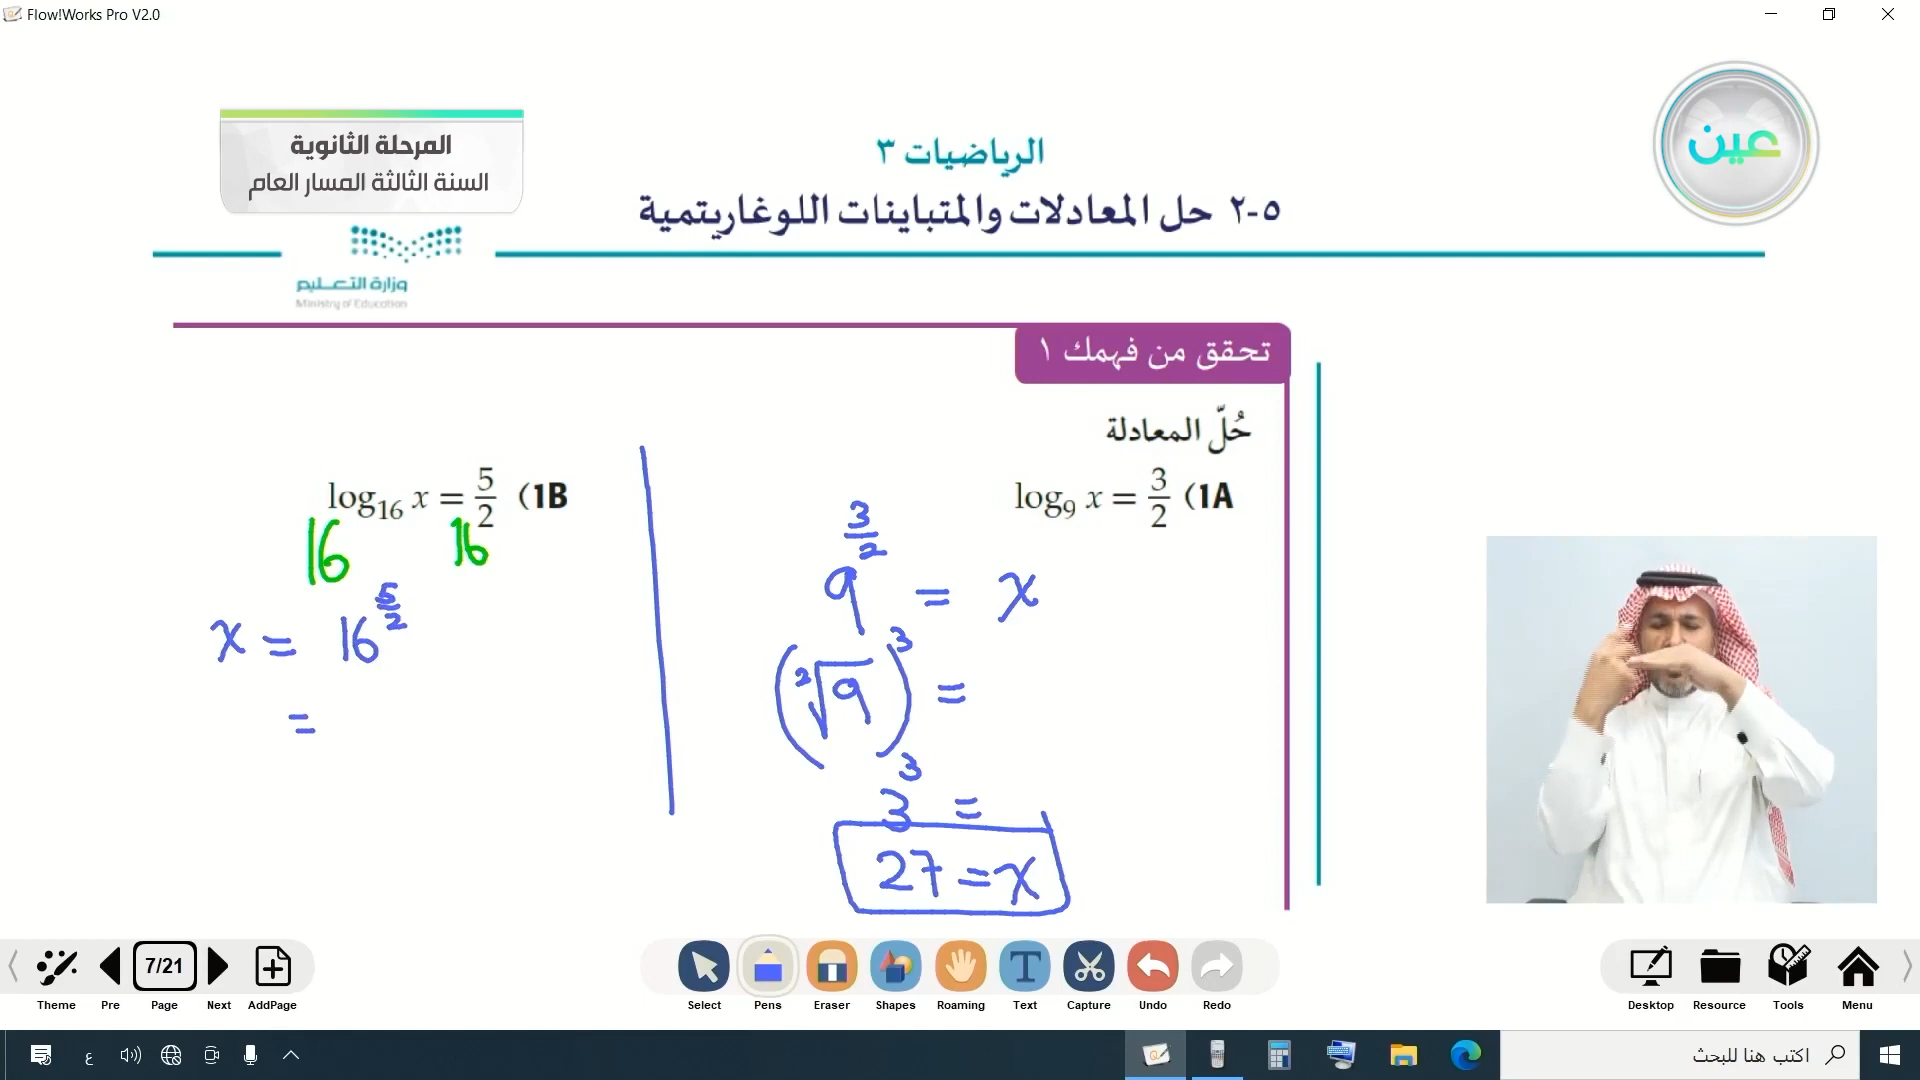 Flow!Works Pro V2.0
المرحلة الثانوية
السنة الثالثة المسار العام
الرياضيات ٣
٥-٢ حل المعادلات والمتباينات اللوغاريتمية
عين
وزارة التعليم
Ministry of Education
تحقق من فهمك ١
حُلّ المعادلة
log₉ x = 3/2 (1A
9^(3/2) = x
(²√9)³ =
3³ =
27 = x
log₁₆ x = 5/2 (1B
16 16
x = 16^(5/2)
=
7/21
Theme Pre Page Next AddPage
Select Pens Eraser Shapes Roaming Text Capture Undo Redo
Desktop Resource Tools Menu
ع
اكتب هنا للبحث